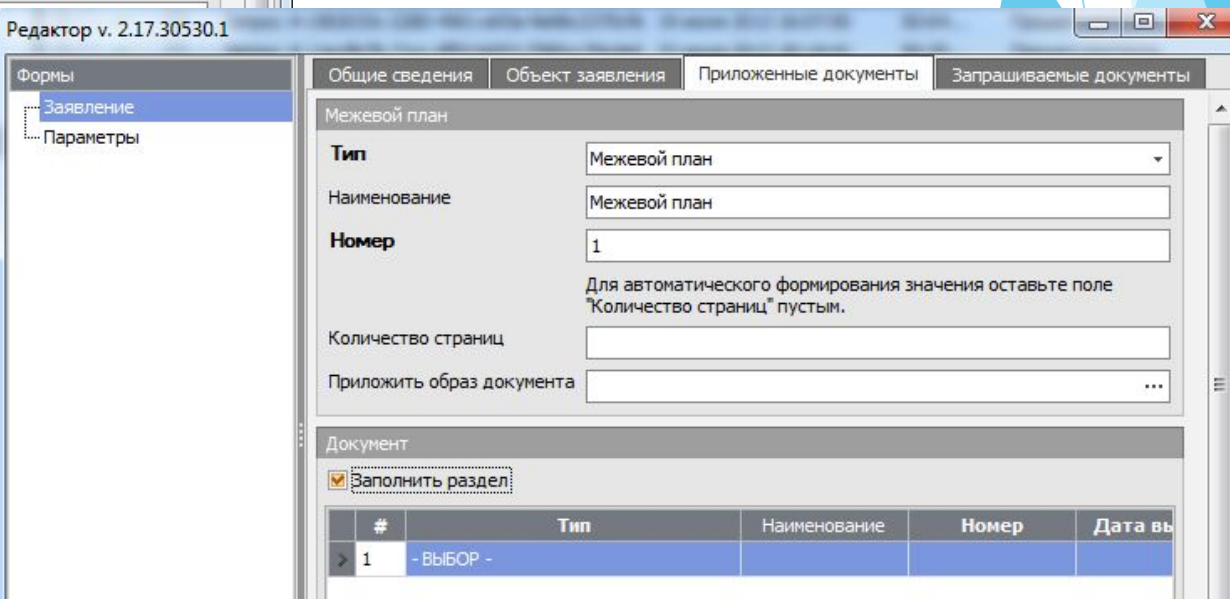 Редактор v. 2.17.30530.1
Формы
Заявление
Параметры
Общие сведения Объект заявления Приложенные документы Запрашиваемые документы
Межевой план
Тип Межевой план
Наименование Межевой план
Номер 1
Для автоматического формирования значения оставьте поле
"Количество страниц" пустым.
Количество страниц
Приложить образ документа ...
Документ
Заполнить раздел
# Тип Наименование Номер Дата вы
1 - ВЫБОР -